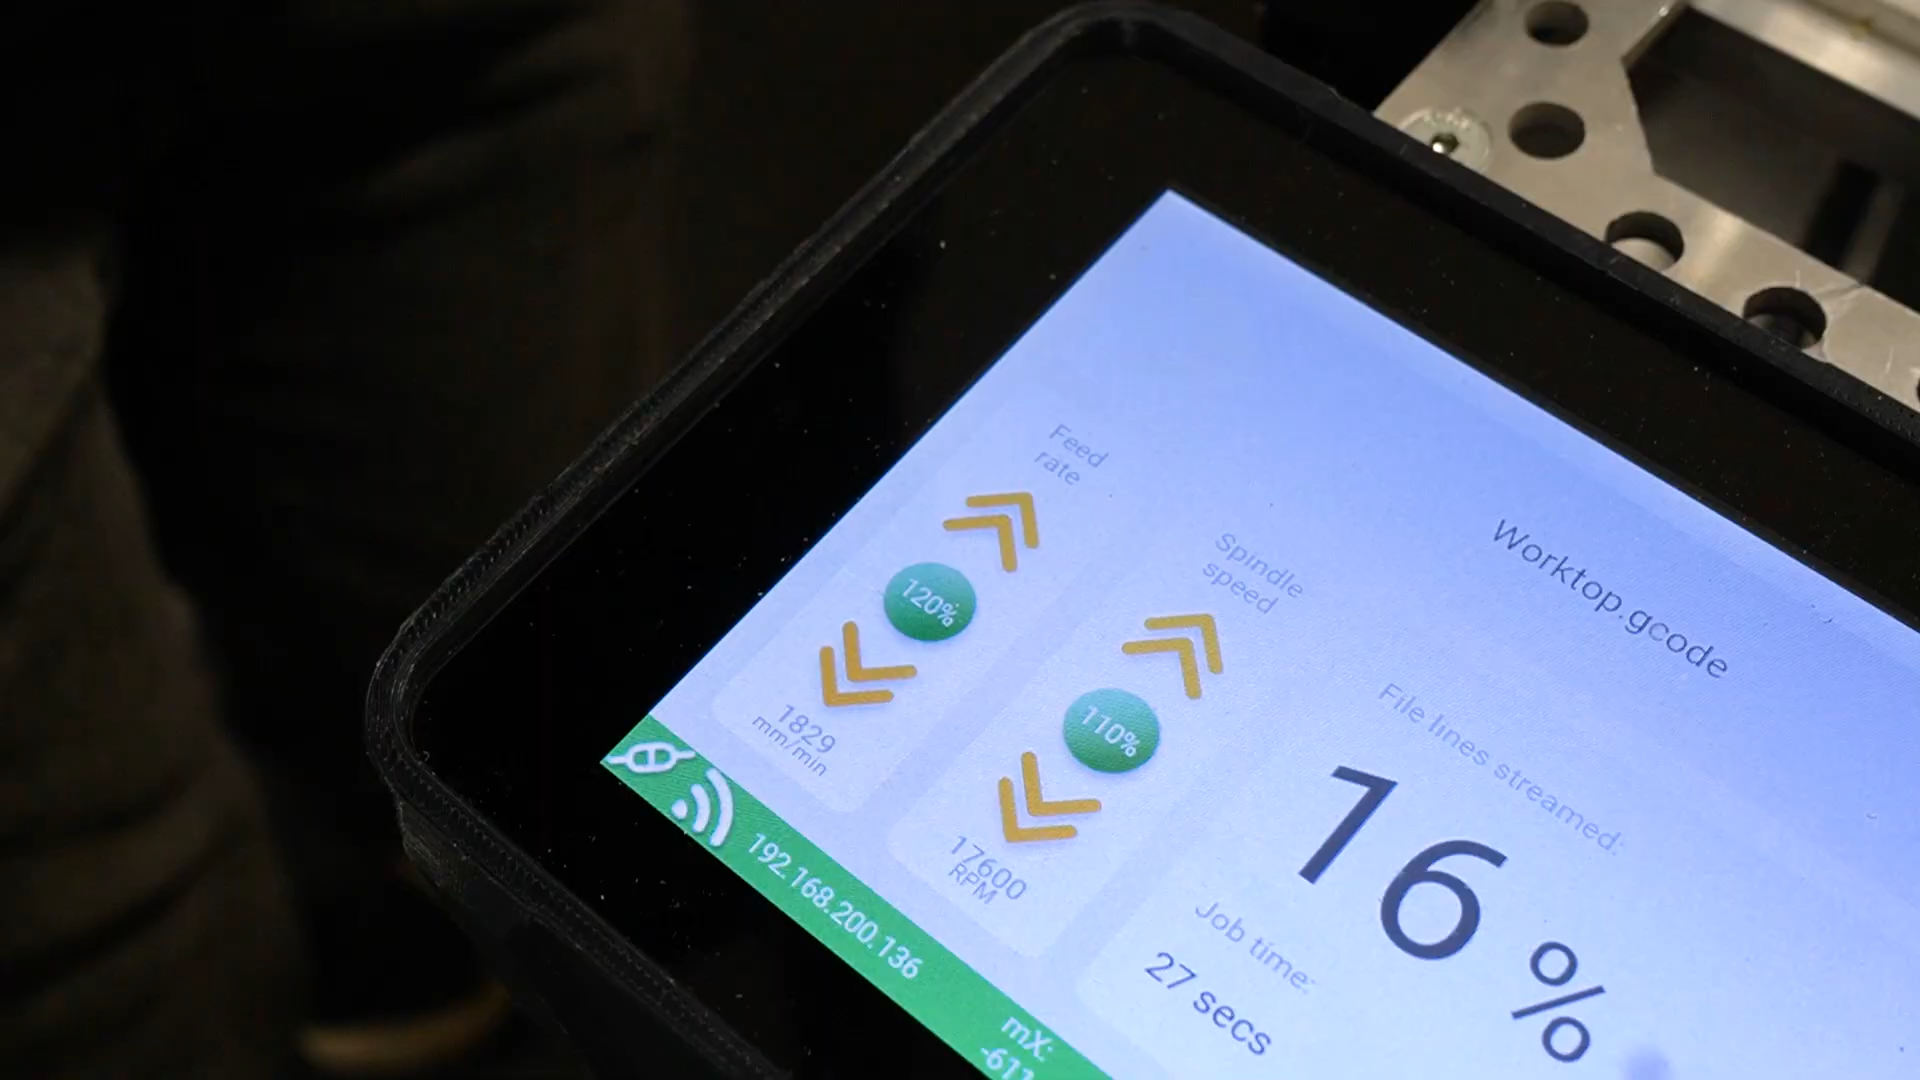 Worktop.gcode
Feed
rate
120%
1829
mm/min
Spindle
speed
110%
17600
RPM
File lines streamed:
16 %
Job time:
27 secs
192.168.200.136
mX:
-611